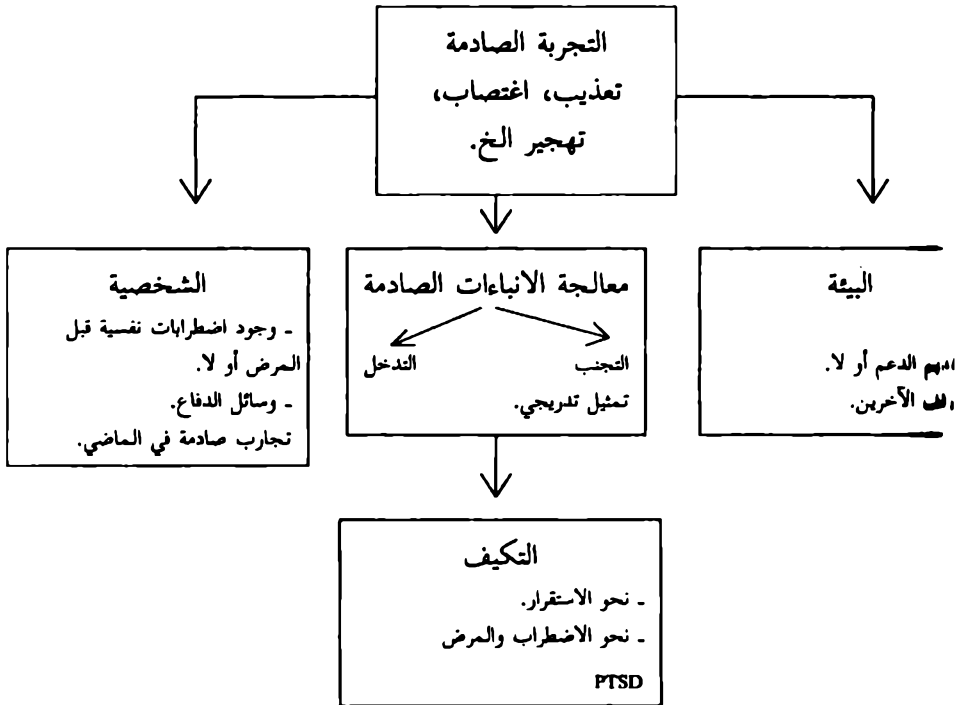 التجربة الصادمة
تعذيب، اغتصاب،
تهجير الخ.
البيئة
الدعم أو لا.
الآخرين.
معالجة الانباءات الصادمة
التجنب
التدخل
تمثيل تدريجي.
الشخصية
ـ وجود اضطرابات نفسية قبل
المرض أو لا.
ـ وسائل الدفاع.
تجارب صادمة في الماضي.
التكيف
ـ نحو الاستقرار.
ـ نحو الاضطراب والمرض
PTSD